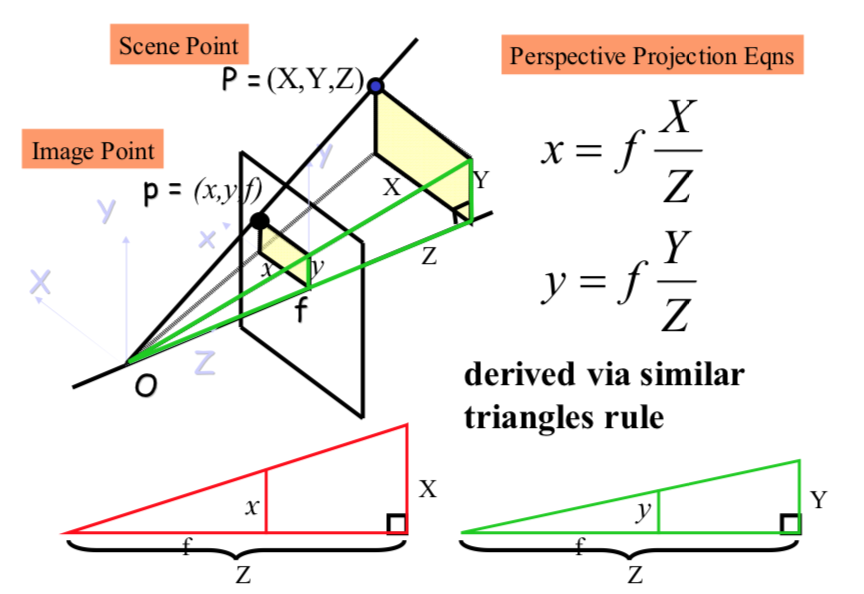 Scene Point
P = (X,Y,Z)
Perspective Projection Eqns
x = f X/Z
Image Point
p = (x,y,f)
y
X
Y
Y
x
x
y
Z
X
f
Z
O
y = f Y/Z
derived via similar
triangles rule
x
X
f
Z
y
Y
f
Z